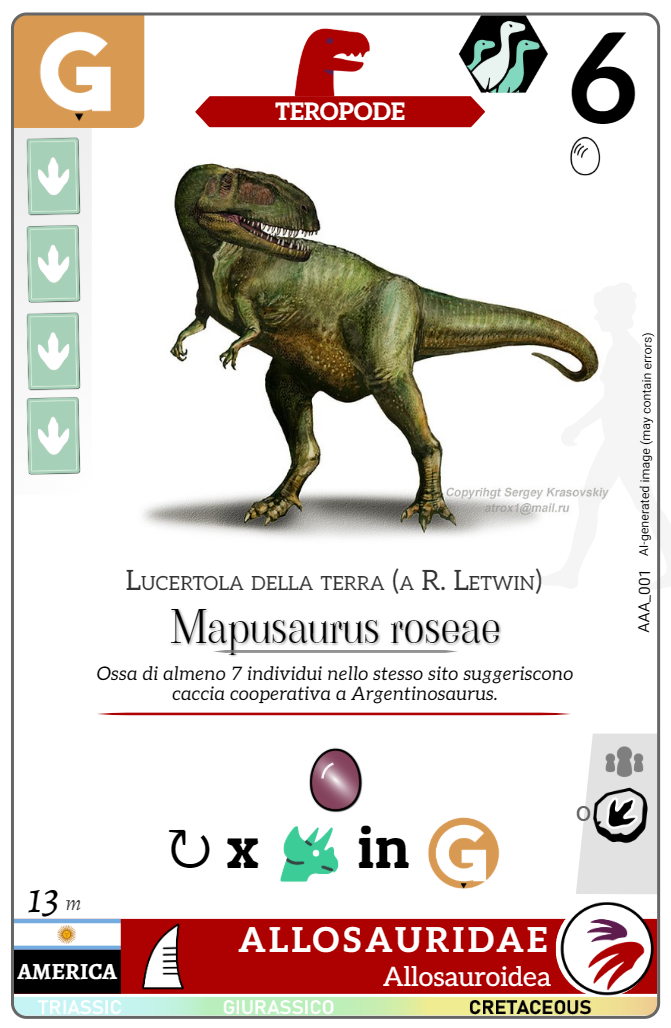 G
TEROPODE
6
Copyrihgt Sergey Krasovskiy
atrox1@mail.ru
AAA_001 AI-generated image (may contain errors)
Lucertola della terra (a R. Letwin)
Mapusaurus roseae
Ossa di almeno 7 individui nello stesso sito suggeriscono
caccia cooperativa a Argentinosaurus.
O
x in G
13 m
AMERICA
ALLOSAURIDAE
Allosauroidea
TRIASSIC GIURASSICO CRETACEOUS